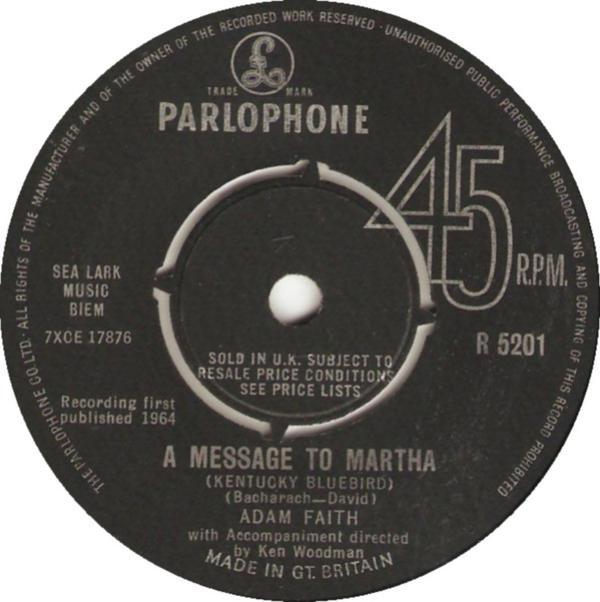 THE PARLOPHONE CO. LTD. · ALL RIGHTS OF THE MANUFACTURER AND OF THE OWNER OF THE RECORDED WORK RESERVED · UNAUTHORISED PUBLIC PERFORMANCE BROADCASTING AND COPYING OF THIS RECORD PROHIBITED
£
TRADE MARK
PARLOPHONE
45
R.P.M.
SEA LARK
MUSIC
BIEM
7XCE 17876
R 5201
SOLD IN U.K. SUBJECT TO
RESALE PRICE CONDITIONS
SEE PRICE LISTS
Recording first
published 1964
A MESSAGE TO MARTHA
(KENTUCKY BLUEBIRD)
(Bacharach—David)
ADAM FAITH
with Accompaniment directed
by Ken Woodman
MADE IN GT. BRITAIN